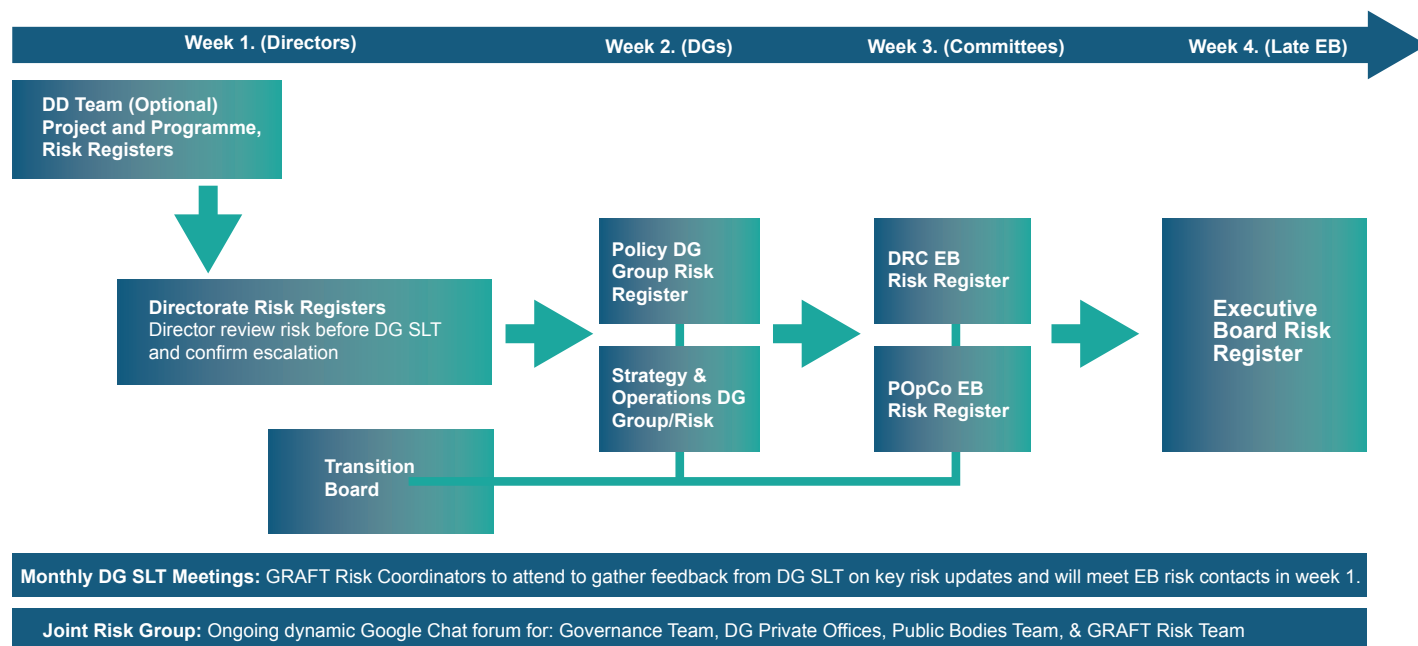 Week 1. (Directors)
Week 2. (DGs)
Week 3. (Committees)
Week 4. (Late EB)
DD Team (Optional)
Project and Programme,
Risk Registers
Directorate Risk Registers
Director review risk before DG SLT
and confirm escalation
Policy DG
Group Risk
Register
Strategy &
Operations DG
Group/Risk
DRC EB
Risk Register
POpCo EB
Risk Register
Executive
Board Risk
Register
Transition
Board
Monthly DG SLT Meetings: GRAFT Risk Coordinators to attend to gather feedback from DG SLT on key risk updates and will meet EB risk contacts in week 1.
Joint Risk Group: Ongoing dynamic Google Chat forum for: Governance Team, DG Private Offices, Public Bodies Team, & GRAFT Risk Team